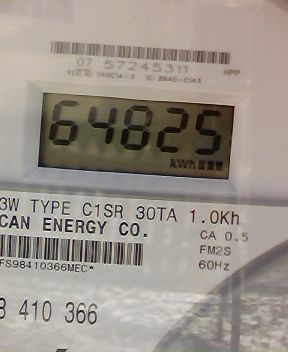 07 57245311
64825
kWh
3W TYPE C1SR 30TA 1.0Kh
CAN ENERGY CO.
CA 0.5
FM2S
60Hz
FS98410366MEC*
410 366